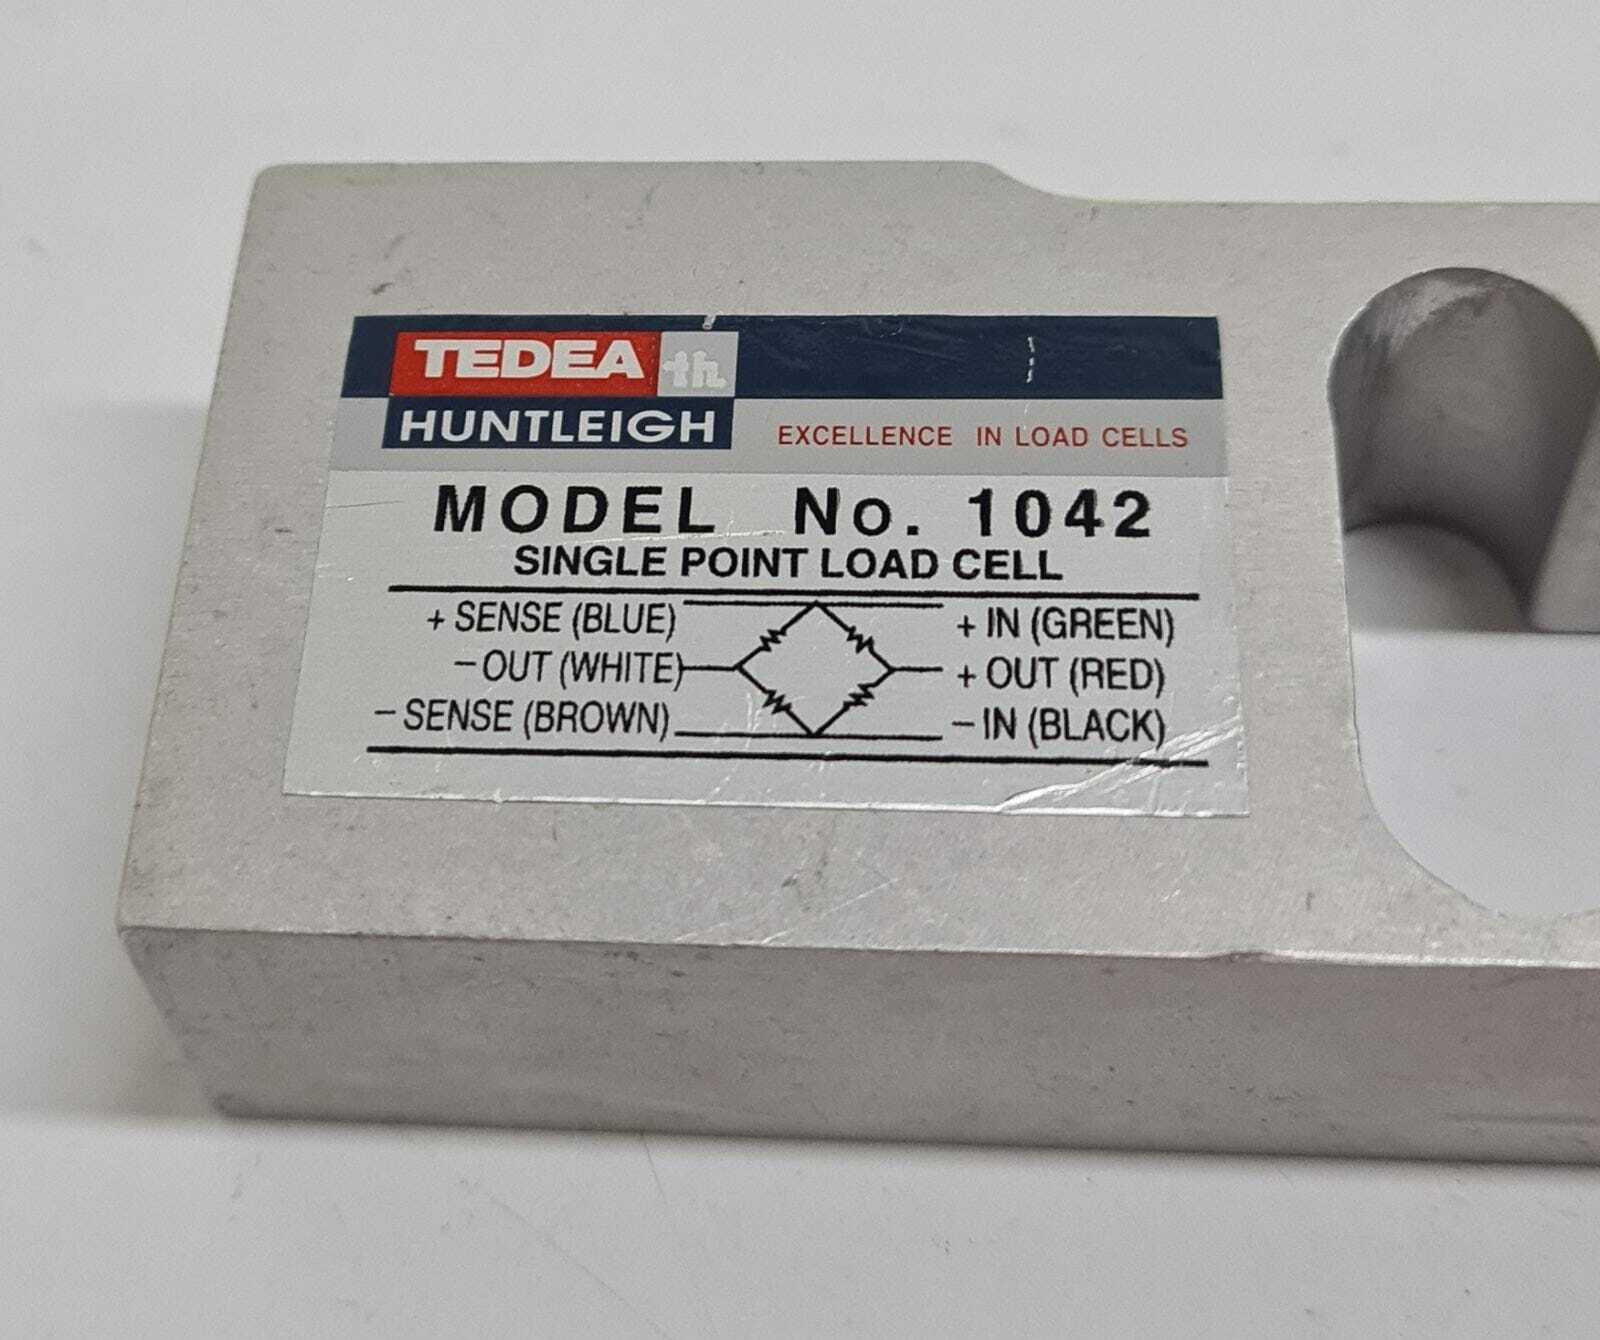 TEDEA th
HUNTLEIGH
EXCELLENCE IN LOAD CELLS
MODEL No. 1042
SINGLE POINT LOAD CELL
+ SENSE (BLUE) + IN (GREEN)
– OUT (WHITE) + OUT (RED)
– SENSE (BROWN) – IN (BLACK)